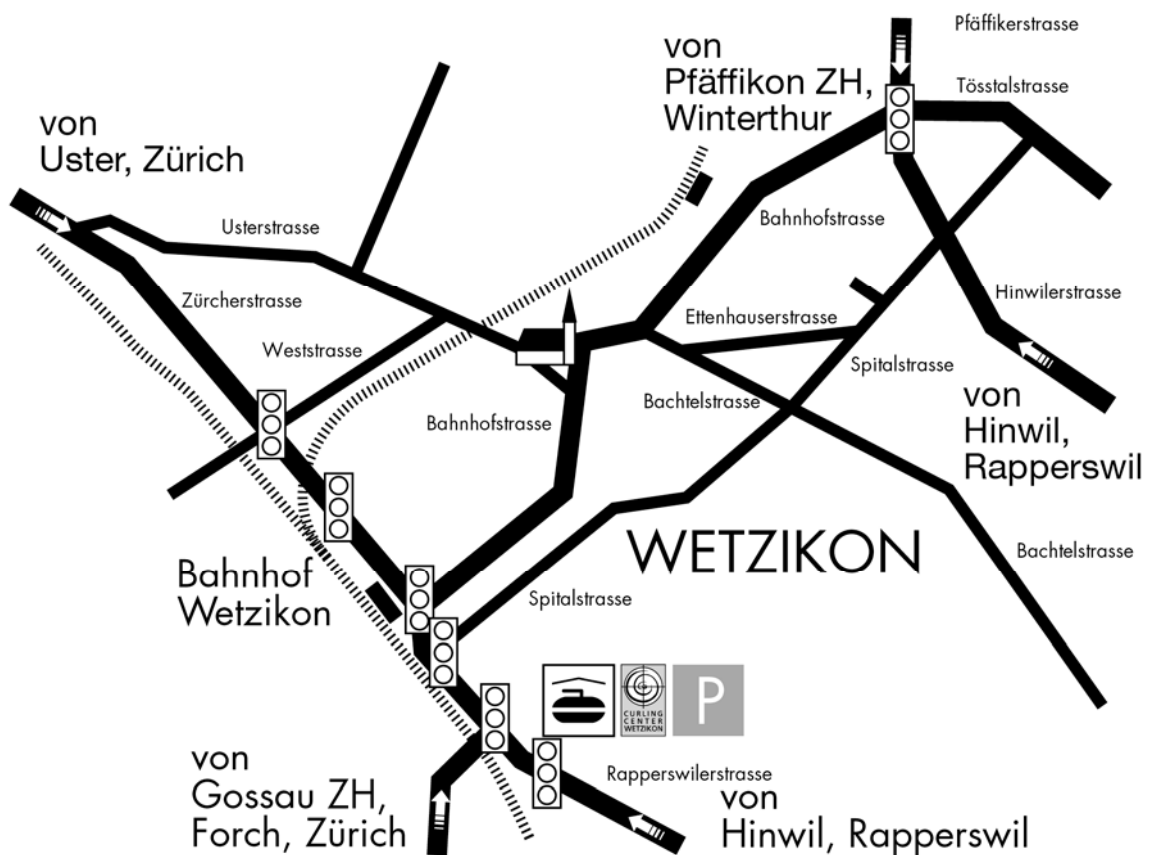 Pfäffikerstrasse
von
Pfäffikon ZH,
Winterthur
Tösstalstrasse
von
Uster, Zürich
Usterstrasse
Bahnhofstrasse
Zürcherstrasse
Hinwilerstrasse
Ettenhauserstrasse
Weststrasse
Spitalstrasse
Bachtelstrasse
von
Hinwil,
Rapperswil
Bahnhofstrasse
WETZIKON
Bachtelstrasse
Bahnhof
Wetzikon
Spitalstrasse
CURLING
CENTER
WETZIKON
P
von
Gossau ZH,
Forch, Zürich
Rapperswilerstrasse
von
Hinwil, Rapperswil